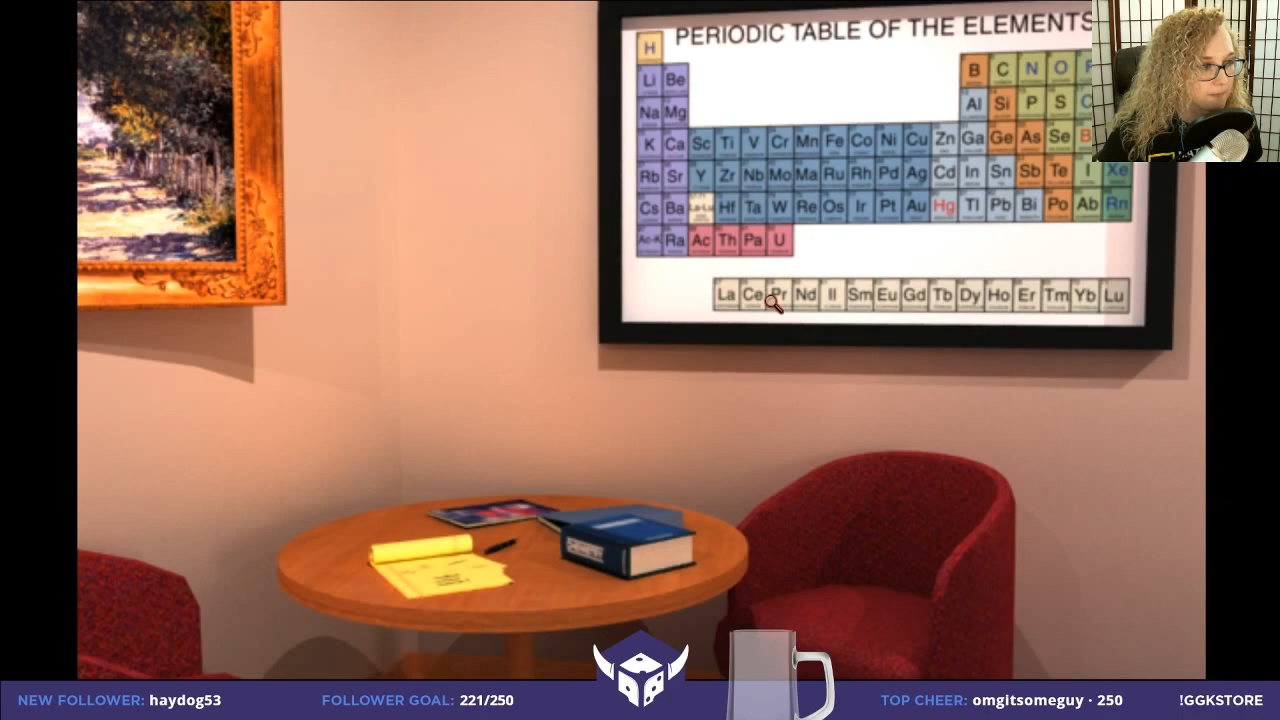 PERIODIC TABLE OF THE ELEMENTS
H
Li Be B C N O
Na Mg Al Si P S
K Ca Sc Ti V Cr Mn Fe Co Ni Cu Zn Ga Ge As Se
Rb Sr Y Zr Nb Mo Ma Ru Rh Pd Ag Cd In Sn Sb Te I Xe
Cs Ba La-Lu Hf Ta W Re Os Ir Pt Au Hg Tl Pb Bi Po Ab Rn
Ra Ac Th Pa U
La Ce Pr Nd Il Sm Eu Gd Tb Dy Ho Er Tm Yb Lu
NEW FOLLOWER: haydog53 FOLLOWER GOAL: 221/250 TOP CHEER: omgitsomeguy · 250 !GGKSTORE